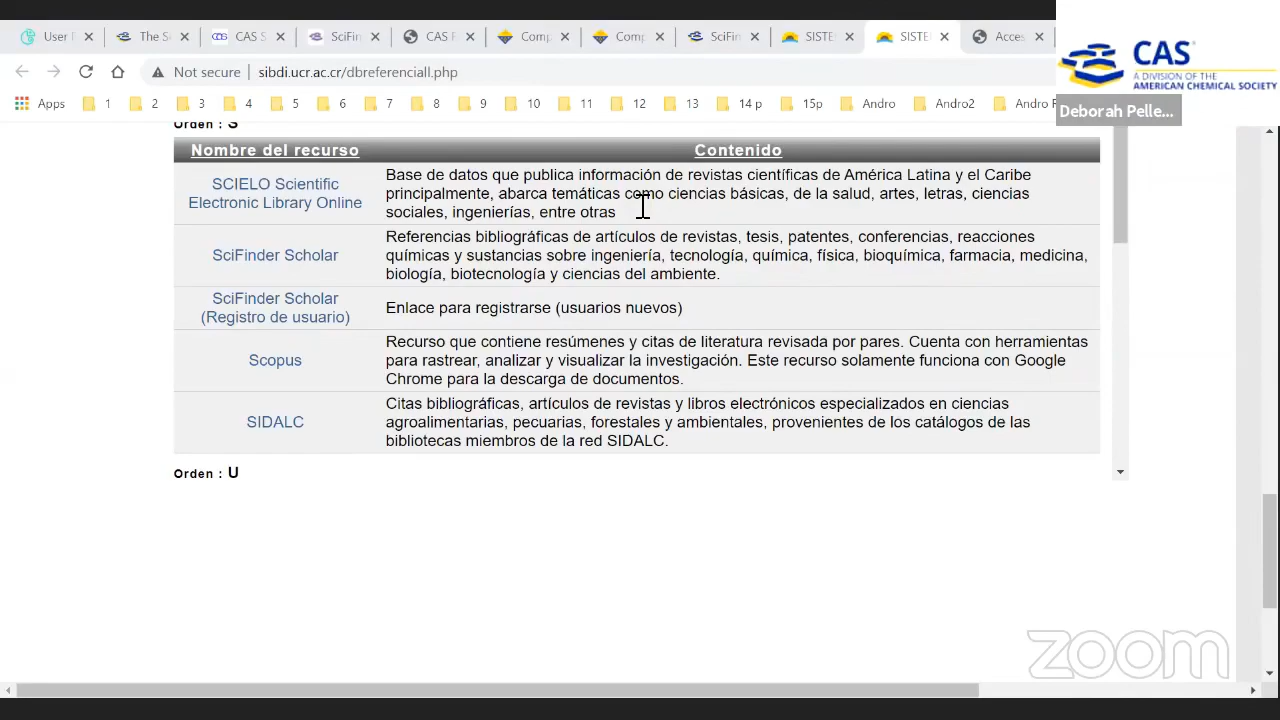 User
The S
CAS S
SciFin
CAS F
Comp
Comp
SciFin
SISTE
SISTE
Acces
CAS
A DIVISION OF THE
AMERICAN CHEMICAL SOCIETY
Deborah Pelle...
Not secure
sibdi.ucr.ac.cr/dbreferenciall.php
Apps 1 2 3 4 5 6 7 8 9 10 11 12 13 14 p 15p Andro Andro2 Andro
Orden : S
Nombre del recurso Contenido
SCIELO Scientific
Electronic Library Online
Base de datos que publica información de revistas científicas de América Latina y el Caribe
principalmente, abarca temáticas como ciencias básicas, de la salud, artes, letras, ciencias
sociales, ingenierías, entre otras
SciFinder Scholar
Referencias bibliográficas de artículos de revistas, tesis, patentes, conferencias, reacciones
químicas y sustancias sobre ingeniería, tecnología, química, física, bioquímica, farmacia, medicina,
biología, biotecnología y ciencias del ambiente.
SciFinder Scholar
(Registro de usuario)
Enlace para registrarse (usuarios nuevos)
Scopus
Recurso que contiene resúmenes y citas de literatura revisada por pares. Cuenta con herramientas
para rastrear, analizar y visualizar la investigación. Este recurso solamente funciona con Google
Chrome para la descarga de documentos.
SIDALC
Citas bibliográficas, artículos de revistas y libros electrónicos especializados en ciencias
agroalimentarias, pecuarias, forestales y ambientales, provenientes de los catálogos de las
bibliotecas miembros de la red SIDALC.
Orden : U
zoom